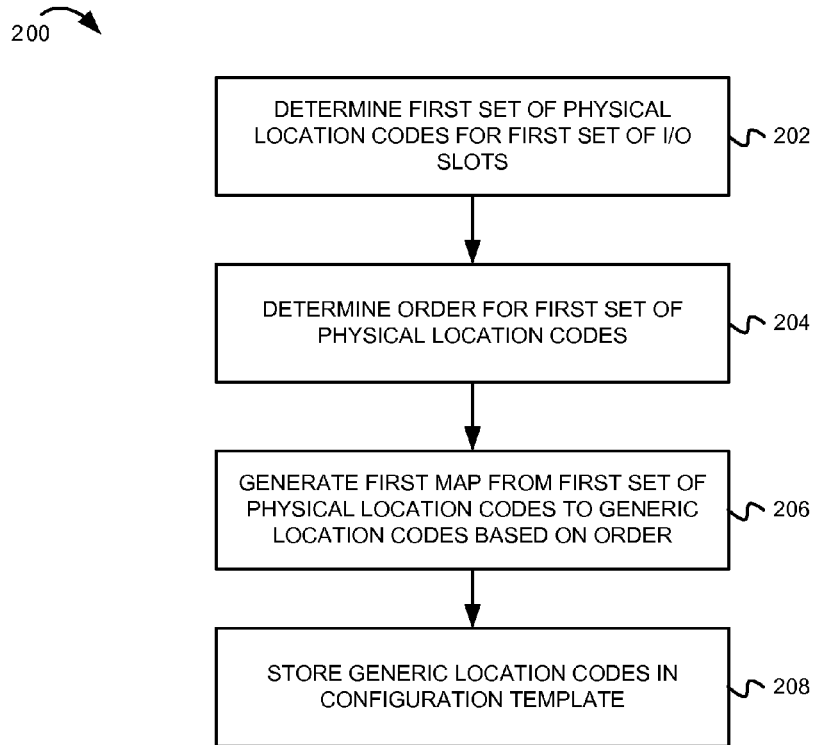 200
DETERMINE FIRST SET OF PHYSICAL
LOCATION CODES FOR FIRST SET OF I/O
SLOTS
202
DETERMINE ORDER FOR FIRST SET OF
PHYSICAL LOCATION CODES
204
GENERATE FIRST MAP FROM FIRST SET OF
PHYSICAL LOCATION CODES TO GENERIC
LOCATION CODES BASED ON ORDER
206
STORE GENERIC LOCATION CODES IN
CONFIGURATION TEMPLATE
208